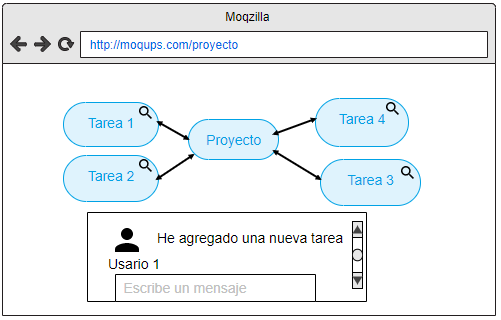 Moqzilla
http://moqups.com/proyecto
Tarea 1
Tarea 4
Proyecto
Tarea 2
Tarea 3
He agregado una nueva tarea
Usario 1
Escribe un mensaje